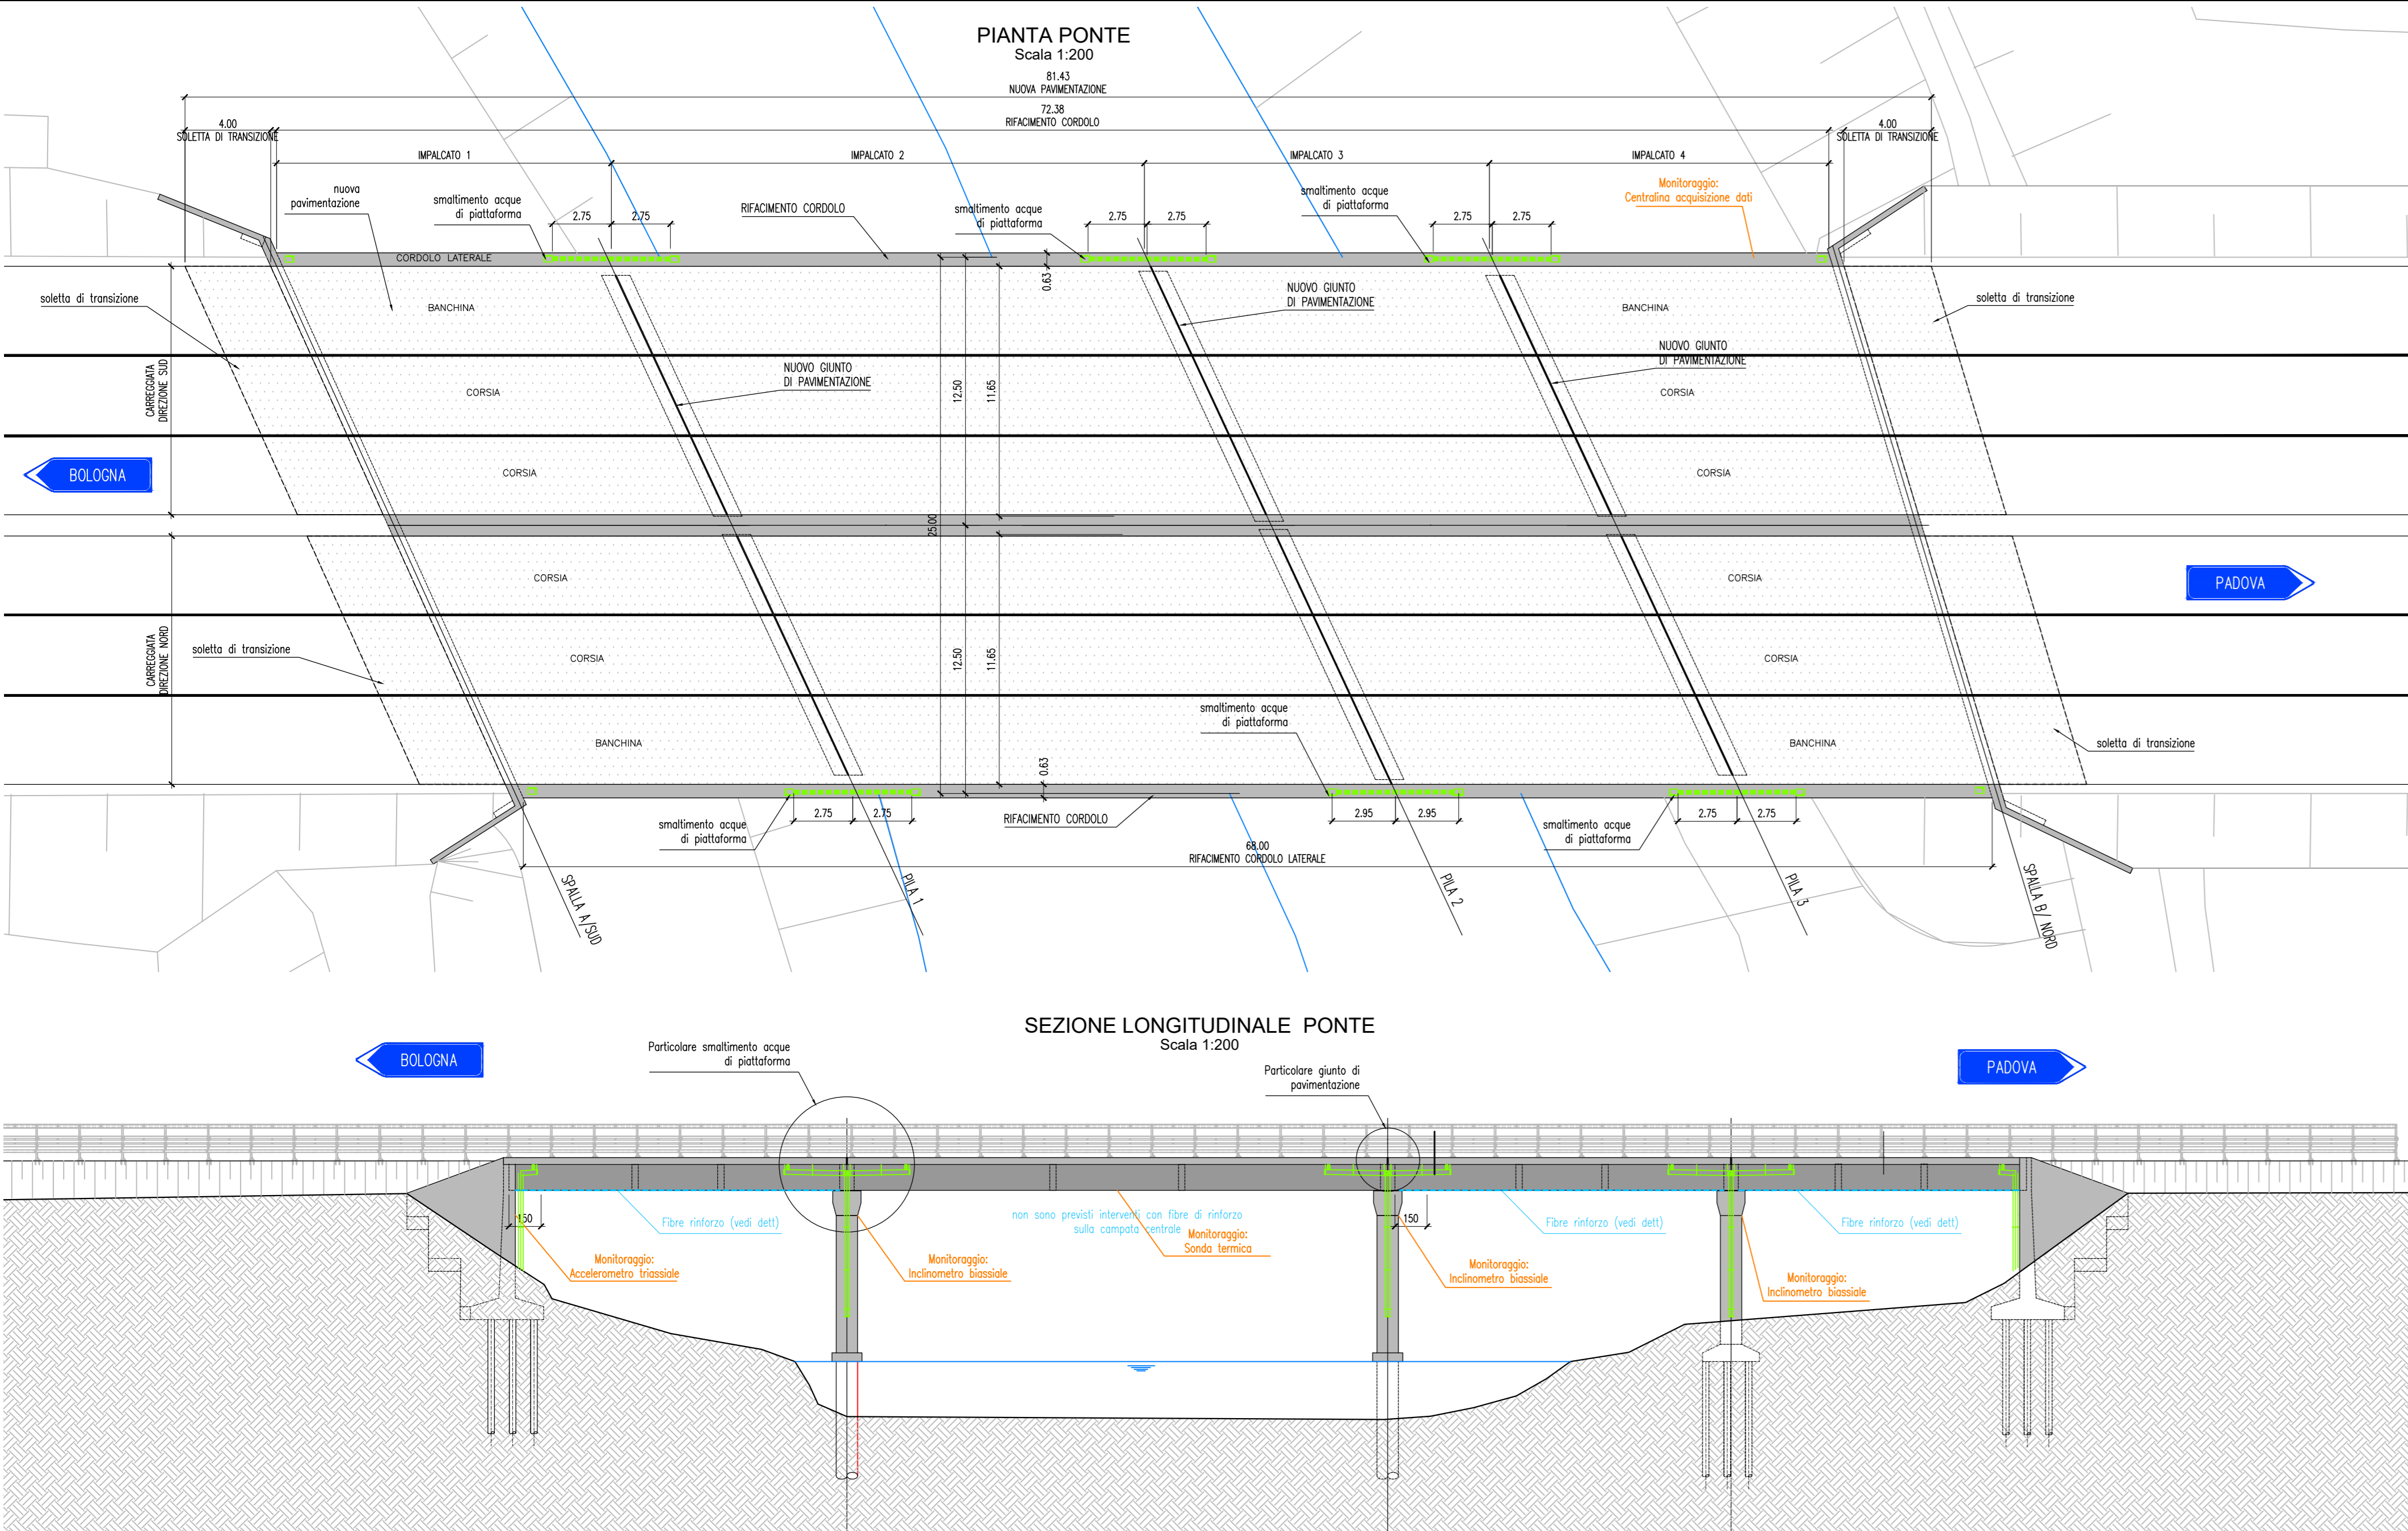 PIANTA PONTE
Scala 1:200
81.43
NUOVA PAVIMENTAZIONE
72.38
RIFACIMENTO CORDOLO
4.00
SOLETTA DI TRANSIZIONE
4.00
SOLETTA DI TRANSIZIONE
IMPALCATO 1
IMPALCATO 2
IMPALCATO 3
IMPALCATO 4
nuova
pavimentazione
smaltimento acque
di piattaforma
2.75
2.75
RIFACIMENTO CORDOLO
smaltimento acque
di piattaforma
2.75
2.75
smaltimento acque
di piattaforma
2.75
2.75
Monitoraggio:
Centralina acquisizione dati
CORDOLO LATERALE
0.63
soletta di transizione
BANCHINA
NUOVO GIUNTO
DI PAVIMENTAZIONE
BANCHINA
soletta di transizione
CARREGGIATA
DIREZIONE SUD
NUOVO GIUNTO
DI PAVIMENTAZIONE
NUOVO GIUNTO
DI PAVIMENTAZIONE
CORSIA
12.50
11.65
CORSIA
BOLOGNA
CORSIA
CORSIA
25.00
CORSIA
CORSIA
PADOVA
CARREGGIATA
DIREZIONE NORD
soletta di transizione
CORSIA
12.50
11.65
CORSIA
smaltimento acque
di piattaforma
BANCHINA
BANCHINA
soletta di transizione
0.63
smaltimento acque
di piattaforma
2.75
2.75
RIFACIMENTO CORDOLO
2.95
2.95
smaltimento acque
di piattaforma
2.75
2.75
68.00
RIFACIMENTO CORDOLO LATERALE
SPALLA A/SUD
PILA 1
PILA 2
PILA 3
SPALLA B/ NORD
SEZIONE LONGITUDINALE PONTE
Scala 1:200
BOLOGNA
Particolare smaltimento acque
di piattaforma
Particolare giunto di
pavimentazione
PADOVA
150
Fibre rinforzo (vedi dett)
non sono previsti interventi con fibre di rinforzo
sulla campata centrale
150
Fibre rinforzo (vedi dett)
Fibre rinforzo (vedi dett)
Monitoraggio:
Accelerometro triassiale
Monitoraggio:
Inclinometro biassiale
Monitoraggio:
Sonda termica
Monitoraggio:
Inclinometro biassiale
Monitoraggio:
Inclinometro biassiale